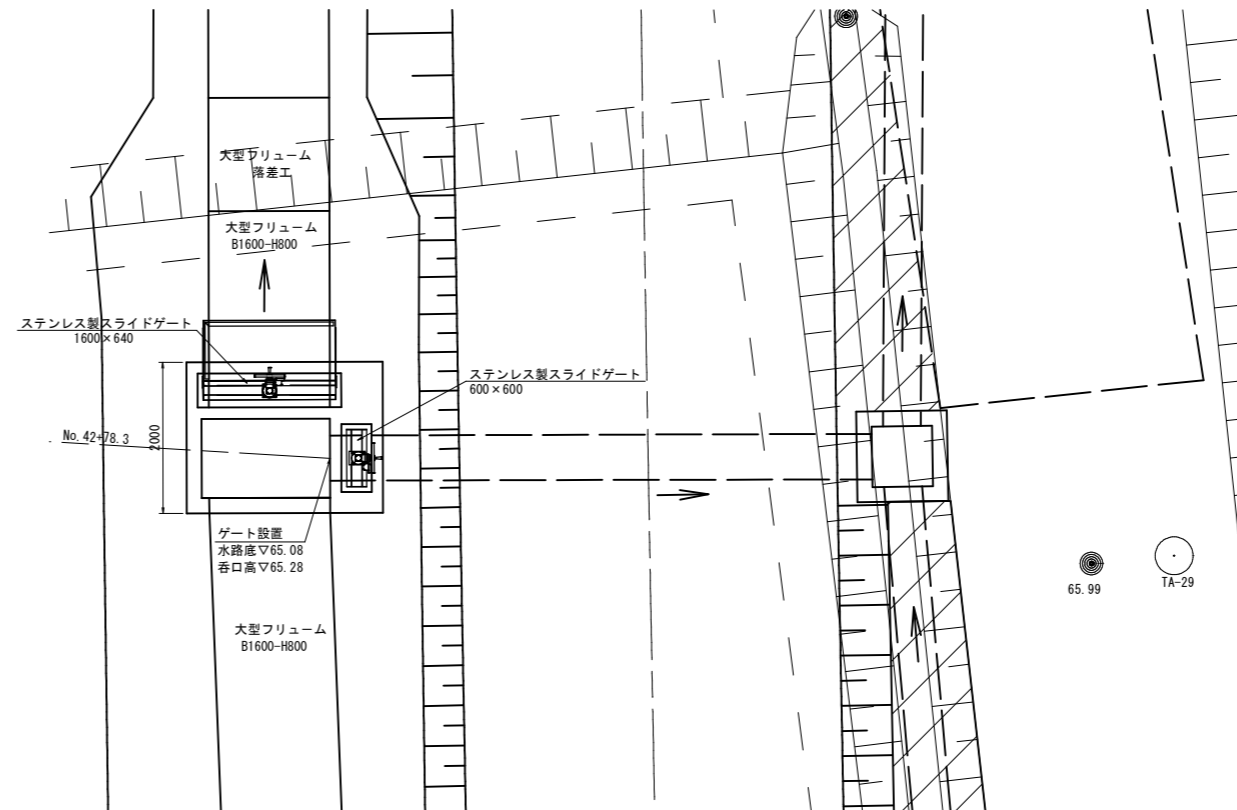 大型フリューム
落差工
大型フリューム
B1600-H800
ステンレス製スライドゲート
1600×640
ステンレス製スライドゲート
600×600
No.42+78.3
2000
ゲート設置
水路底▽65.08
呑口高▽65.28
大型フリューム
B1600-H800
65.99
TA-29